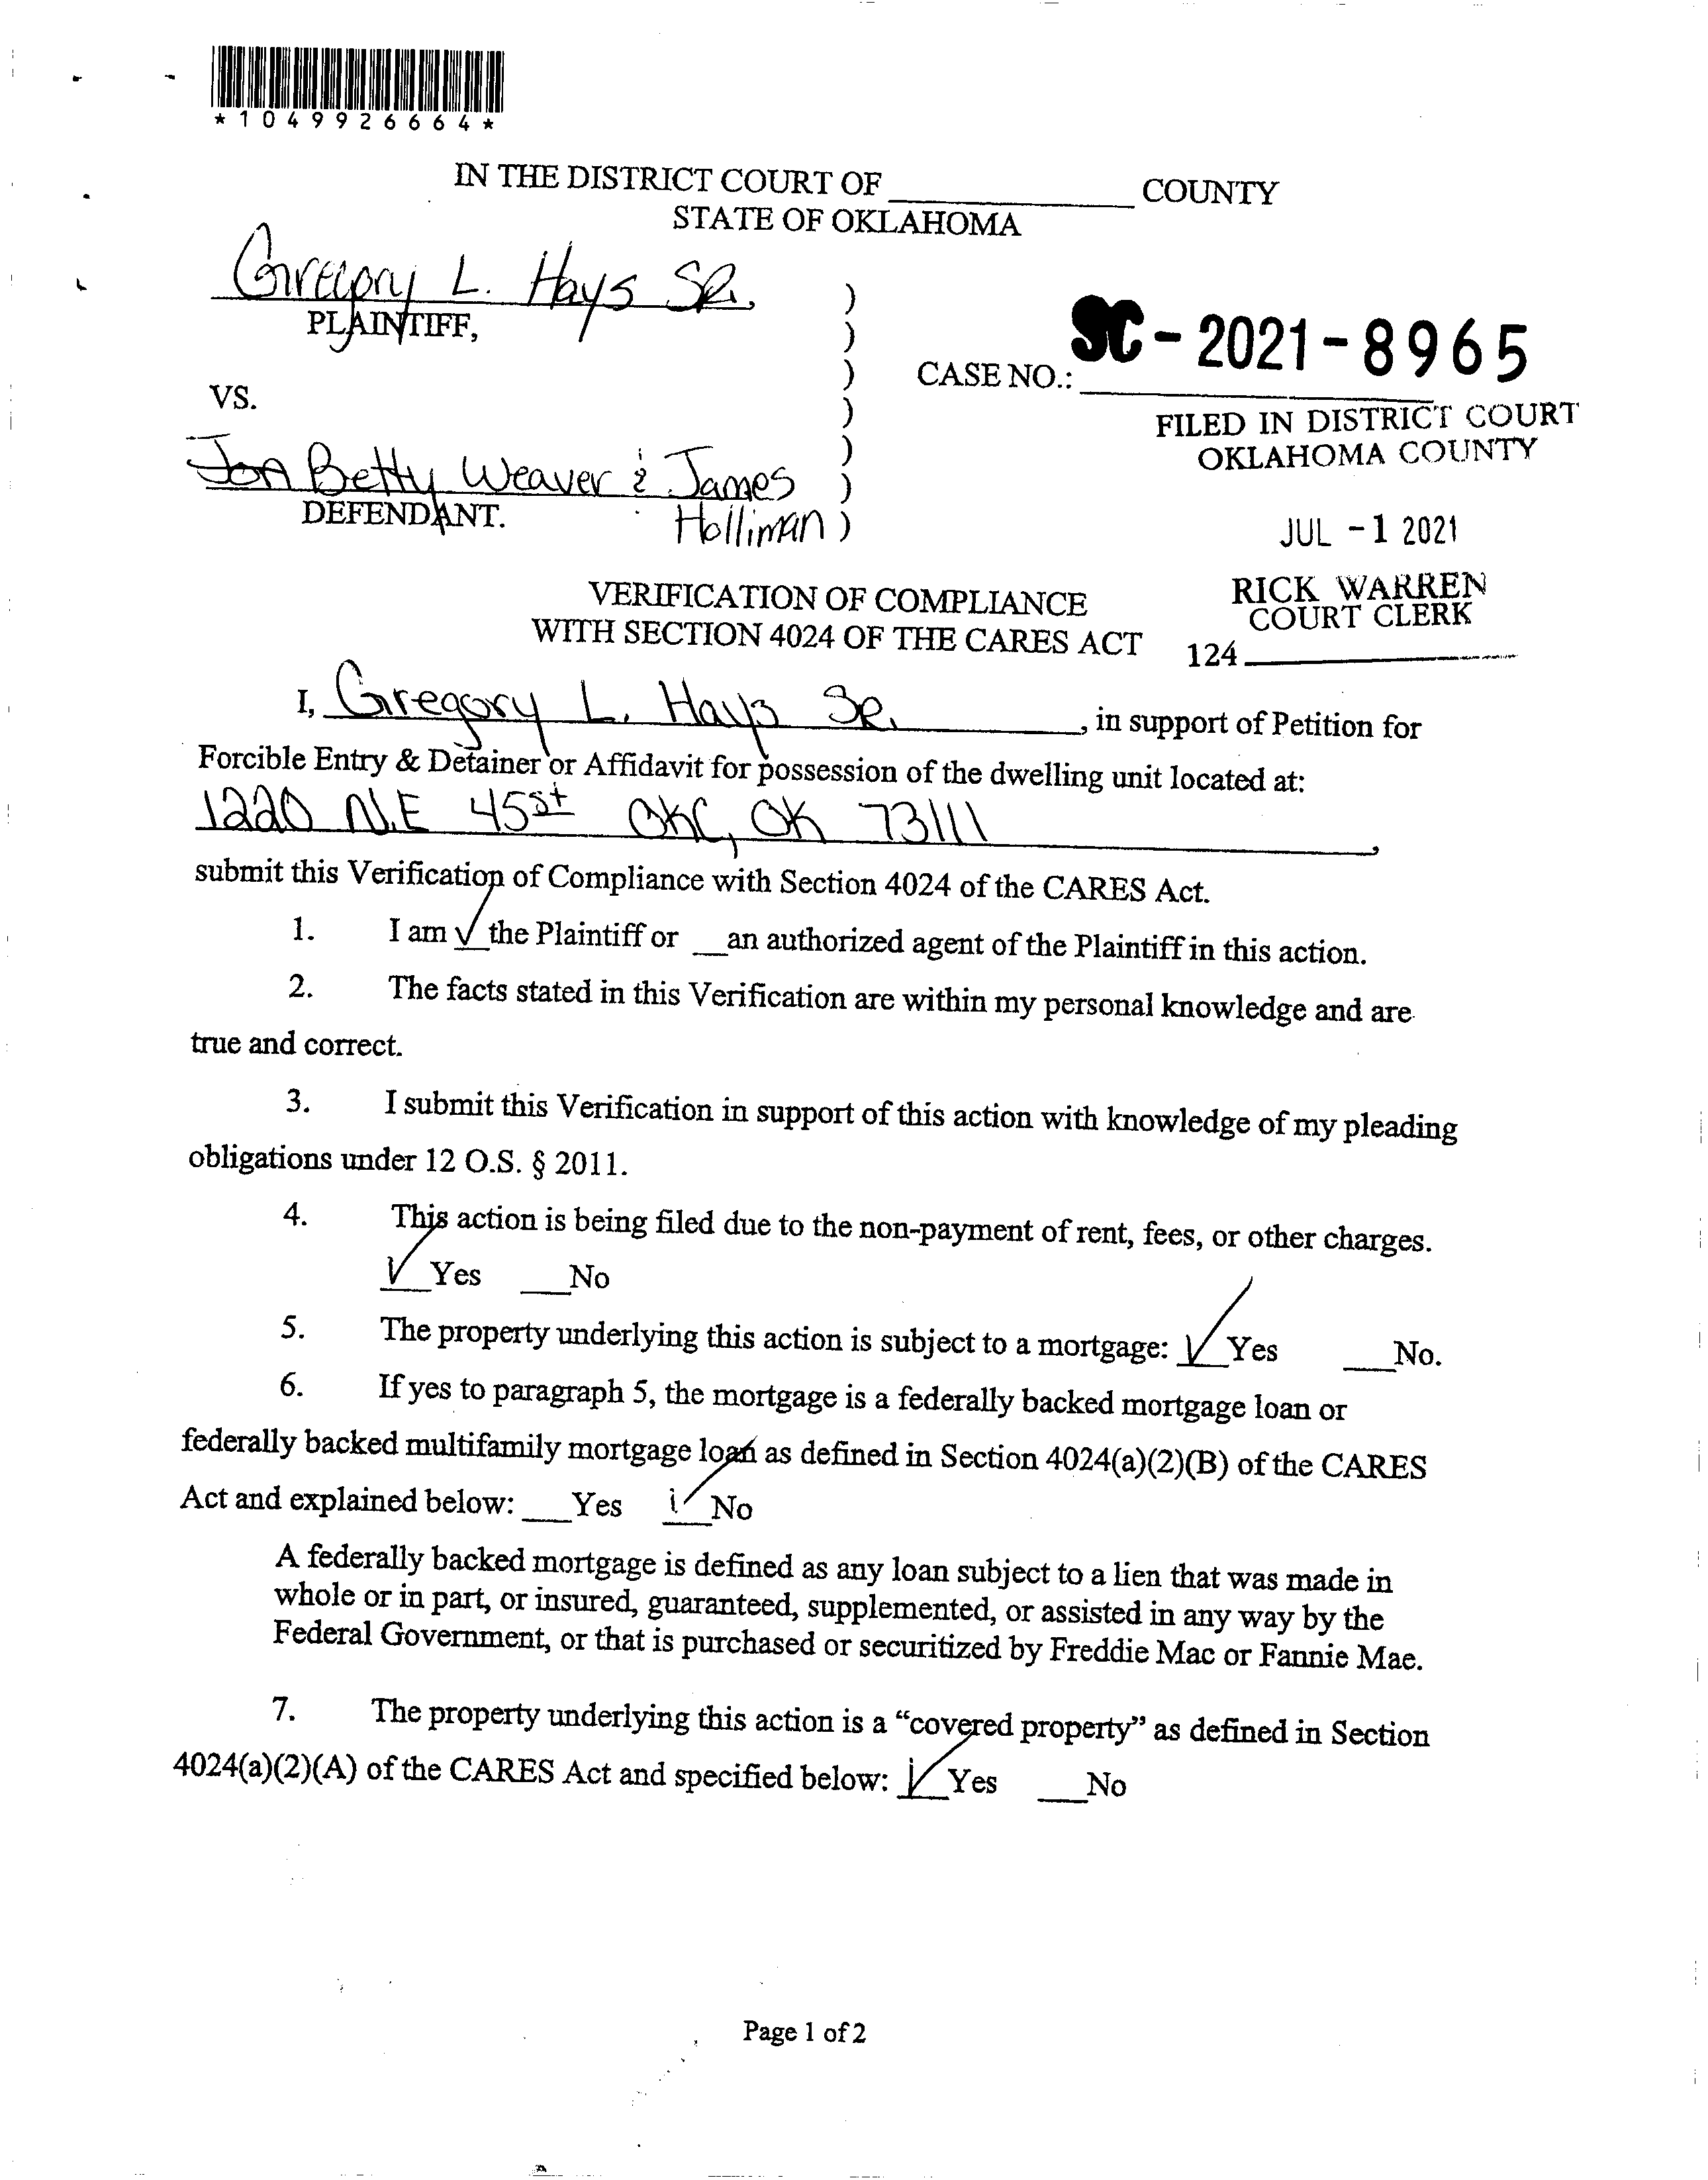 *1049926664*
IN THE DISTRICT COURT OF ____________ COUNTY
STATE OF OKLAHOMA
Gregory L. Hays SR.
PLAINTIFF,
VS.
Jon Betty Weaver & James
Holliman
DEFENDANT.
)
)
)
)
)
)
)
CASE NO.: SC-2021-8965
FILED IN DISTRICT COURT
OKLAHOMA COUNTY
JUL -1 2021
RICK WARREN
COURT CLERK
124
VERIFICATION OF COMPLIANCE
WITH SECTION 4024 OF THE CARES ACT
I, Gregory L. Hays SR., in support of Petition for
Forcible Entry & Detainer or Affidavit for possession of the dwelling unit located at:
1220 N.E 45st OKC, OK 73111,
submit this Verification of Compliance with Section 4024 of the CARES Act.
1. I am ✓ the Plaintiff or __an authorized agent of the Plaintiff in this action.
2. The facts stated in this Verification are within my personal knowledge and are
true and correct.
3. I submit this Verification in support of this action with knowledge of my pleading
obligations under 12 O.S. § 2011.
4. This action is being filed due to the non-payment of rent, fees, or other charges.
✓ Yes ___No
5. The property underlying this action is subject to a mortgage: ✓ Yes ___No.
6. If yes to paragraph 5, the mortgage is a federally backed mortgage loan or
federally backed multifamily mortgage loan as defined in Section 4024(a)(2)(B) of the CARES
Act and explained below: ___Yes ✓ No
A federally backed mortgage is defined as any loan subject to a lien that was made in
whole or in part, or insured, guaranteed, supplemented, or assisted in any way by the
Federal Government, or that is purchased or securitized by Freddie Mac or Fannie Mae.
7. The property underlying this action is a “covered property” as defined in Section
4024(a)(2)(A) of the CARES Act and specified below: ✓ Yes ___No
Page 1 of 2